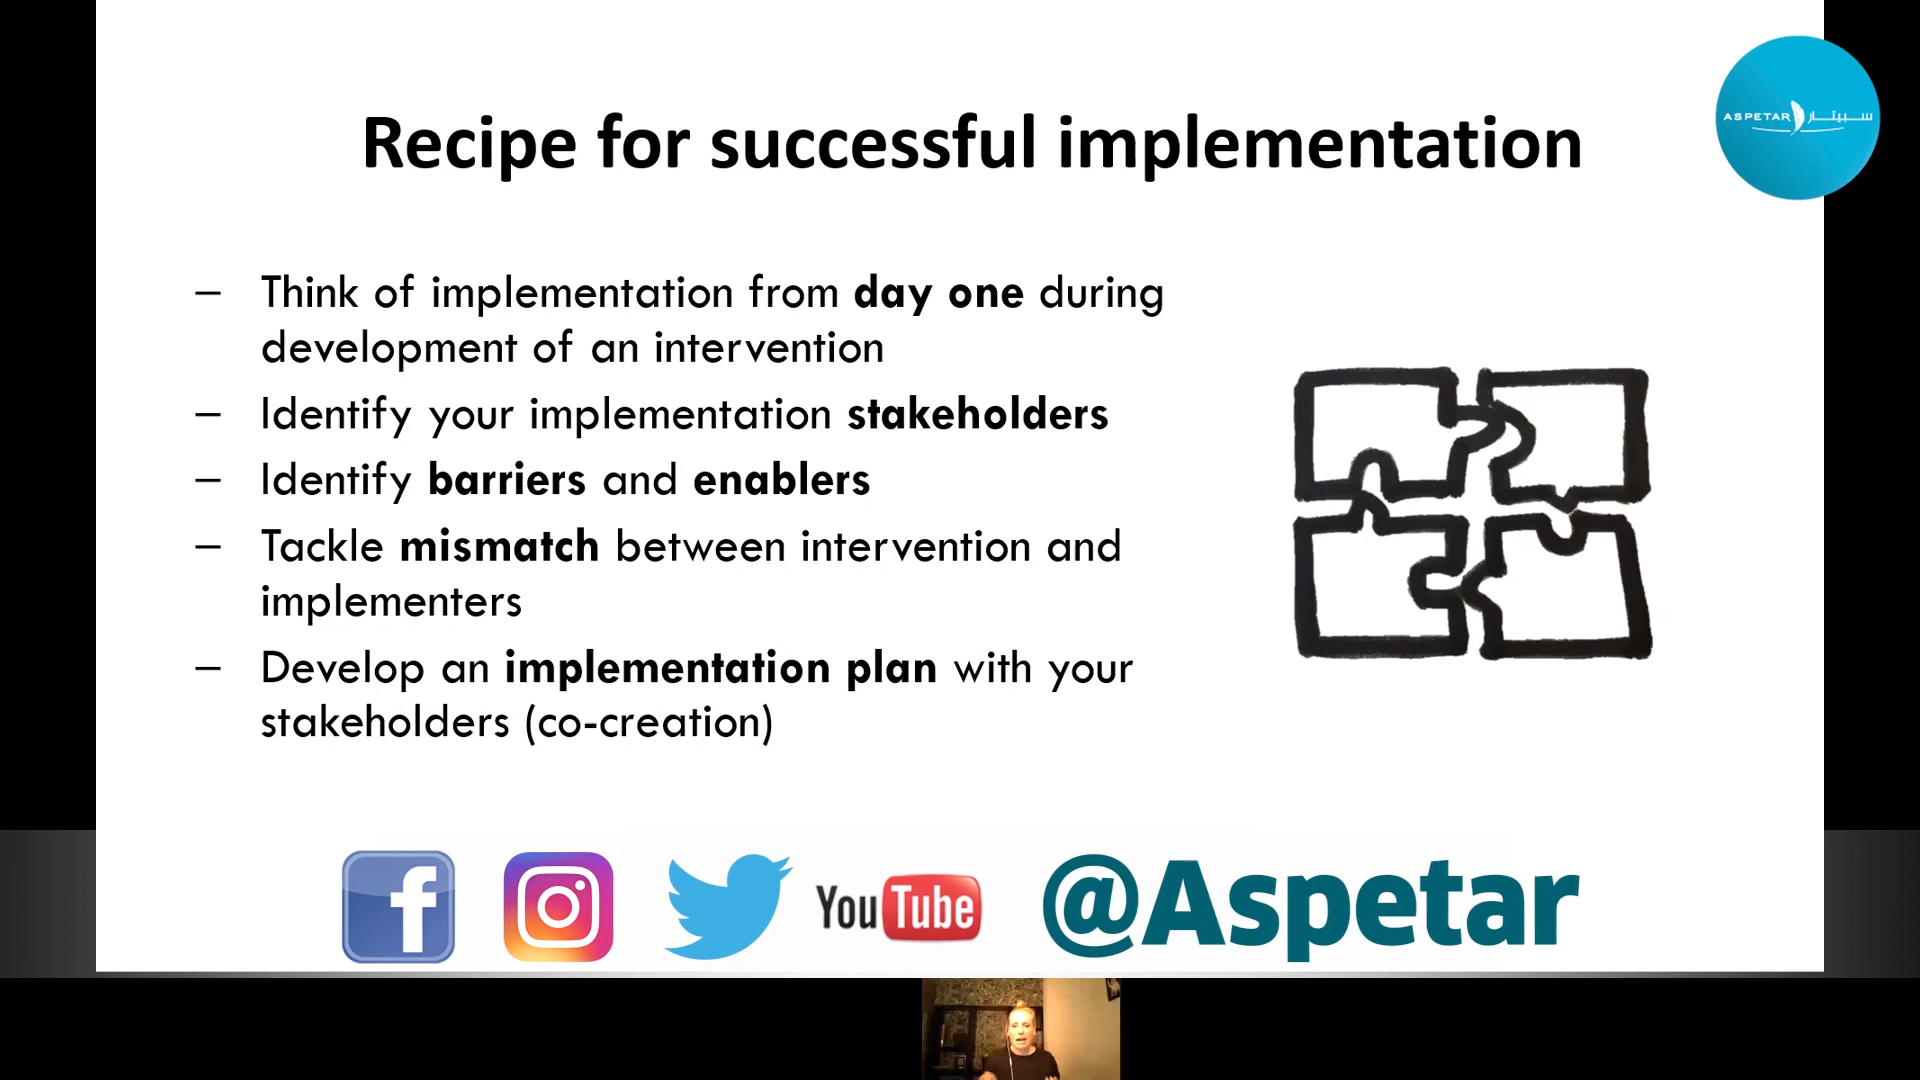 Recipe for successful implementation
ASPETAR سبيتار
– Think of implementation from day one during
development of an intervention
– Identify your implementation stakeholders
– Identify barriers and enablers
– Tackle mismatch between intervention and
implementers
– Develop an implementation plan with your
stakeholders (co-creation)
f
YouTube
@Aspetar